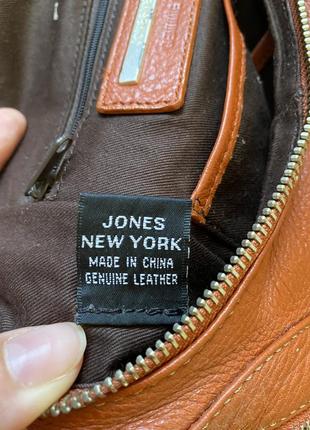 JONES
NEW YORK
MADE IN CHINA
GENUINE LEATHER